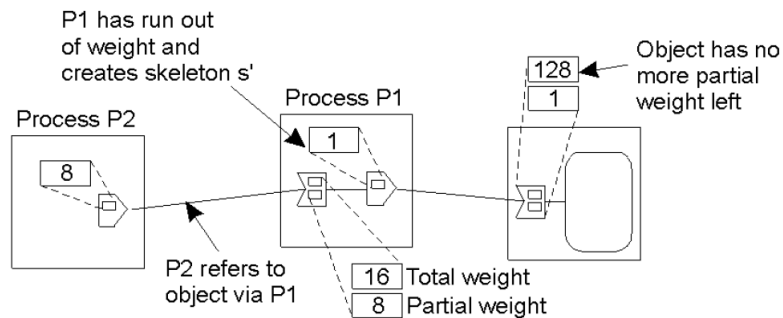 P1 has run out
of weight and
creates skeleton s'
Object has no
more partial
weight left
128
1
Process P1
1
Process P2
8
P2 refers to
object via P1
16 Total weight
8 Partial weight